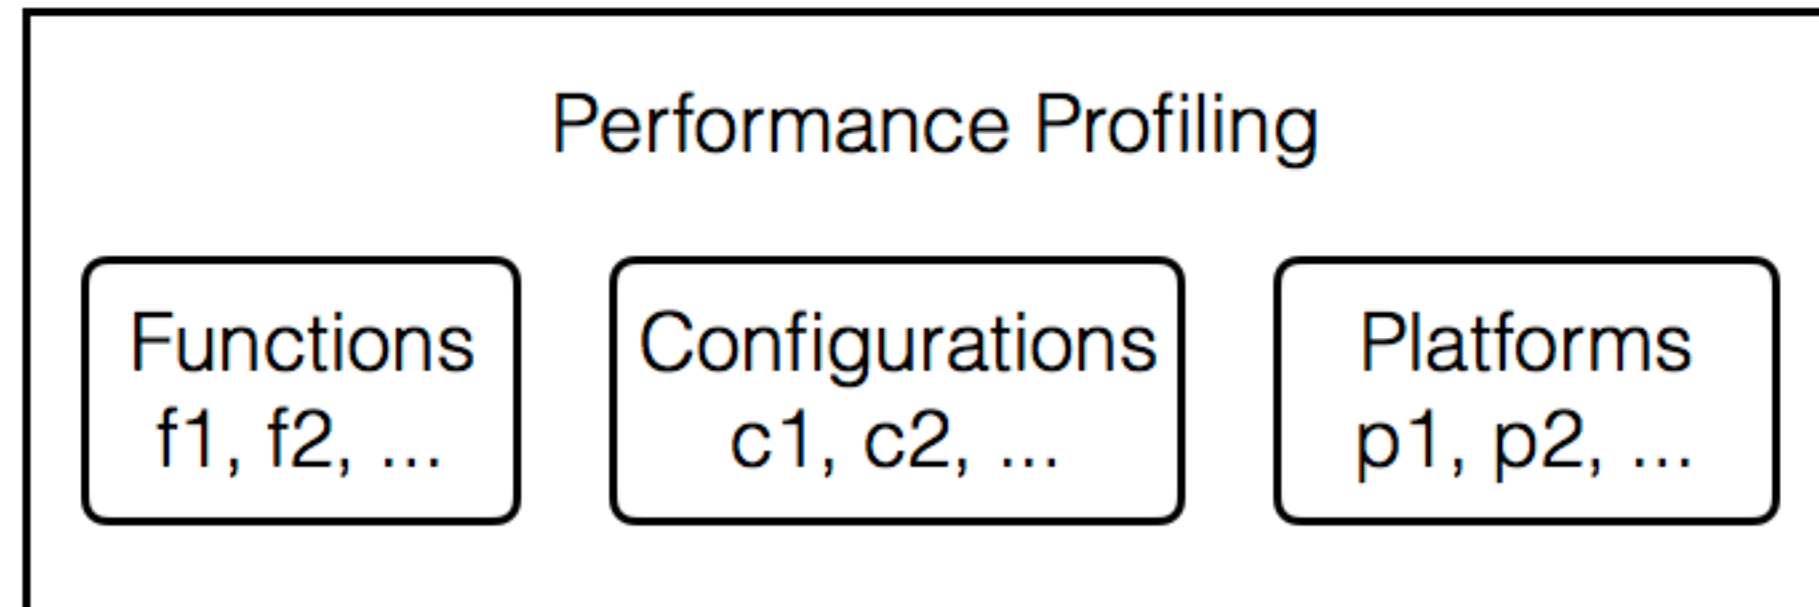 Performance Profiling
Functions
f1, f2, ...
Configurations
c1, c2, ...
Platforms
p1, p2, ...